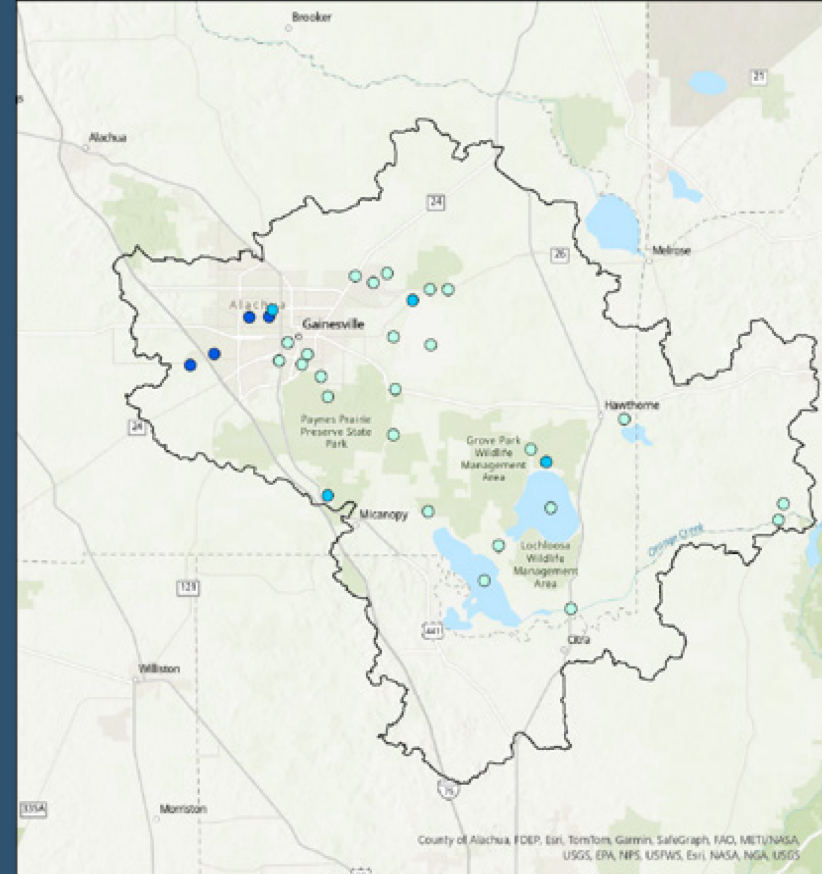 Brooker
21
Alachua
24
26
Melrose
Alachua
Gainesville
Hawthorne
24
Paynes Prairie
Preserve State
Park
Grove Park
Wildlife
Management
Area
Micanopy
Orange Creek
Lochloosa
Wildlife
Management
Area
121
441
Citra
Williston
75
335A
Morriston
County of Alachua, FDEP, Esri, TomTom, Garmin, SafeGraph, FAO, METI/NASA,
USGS, EPA, NPS, USFWS, Esri, NASA, NGA, USGS